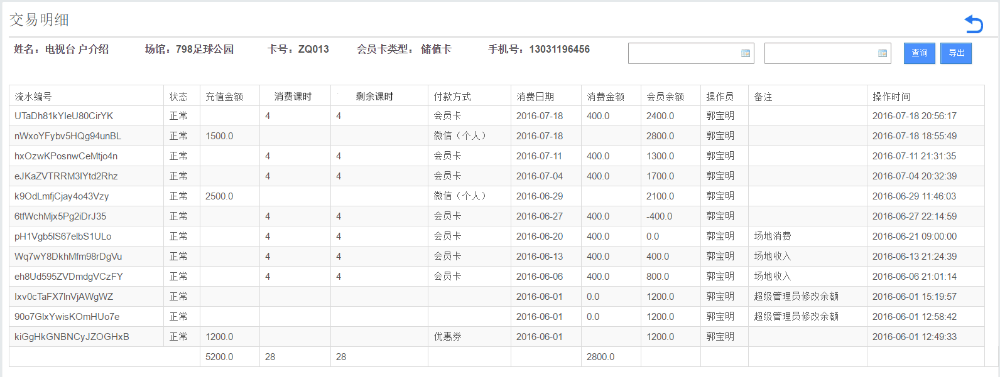 交易明细
姓名：电视台 户介绍 场馆：798足球公园 卡号：ZQ013 会员卡类型： 储值卡 手机号：13031196456 查询 导出
流水编号 状态 充值金额 消费课时 剩余课时 付款方式 消费日期 消费金额 会员余额 操作员 备注 操作时间
UTaDh81kYIeU80CirYK 正常 4 4 会员卡 2016-07-18 400.0 2400.0 郭宝明 2016-07-18 20:56:17
nWxoYFybv5HQg94unBL 正常 1500.0 微信（个人） 2016-07-18 2800.0 郭宝明 2016-07-18 18:55:49
hxOzwKPosnwCeMtjo4n 正常 4 4 会员卡 2016-07-11 400.0 1300.0 郭宝明 2016-07-11 21:31:35
eJKaZVTRRM3IYtd2Rhz 正常 4 4 会员卡 2016-07-04 400.0 1700.0 郭宝明 2016-07-04 20:32:39
k9OdLmfjCjay4o43Vzy 正常 2500.0 微信（个人） 2016-06-29 2100.0 郭宝明 2016-06-29 11:46:03
6tfWchMjx5Pg2iDrJ35 正常 4 4 会员卡 2016-06-27 400.0 -400.0 郭宝明 2016-06-27 22:14:59
pH1Vgb5lS67elbS1ULo 正常 4 4 会员卡 2016-06-20 400.0 0.0 郭宝明 场地消费 2016-06-21 09:00:00
Wq7wY8DkhMfm98rDgVu 正常 4 4 会员卡 2016-06-13 400.0 400.0 郭宝明 场地收入 2016-06-13 21:24:39
eh8Ud595ZVDmdgVCzFY 正常 4 4 会员卡 2016-06-06 400.0 800.0 郭宝明 场地收入 2016-06-06 21:01:14
Ixv0cTaFX7lnVjAWgWZ 正常 2016-06-01 0.0 1200.0 郭宝明 超级管理员修改余额 2016-06-01 15:19:57
90o7GlxYwisKOmHUo7e 正常 2016-06-01 0.0 1200.0 郭宝明 超级管理员修改余额 2016-06-01 12:58:42
kiGgHkGNBNCyJZOGHxB 正常 1200.0 优惠券 2016-06-01 1200.0 郭宝明 2016-06-01 12:49:33
5200.0 28 28 2800.0